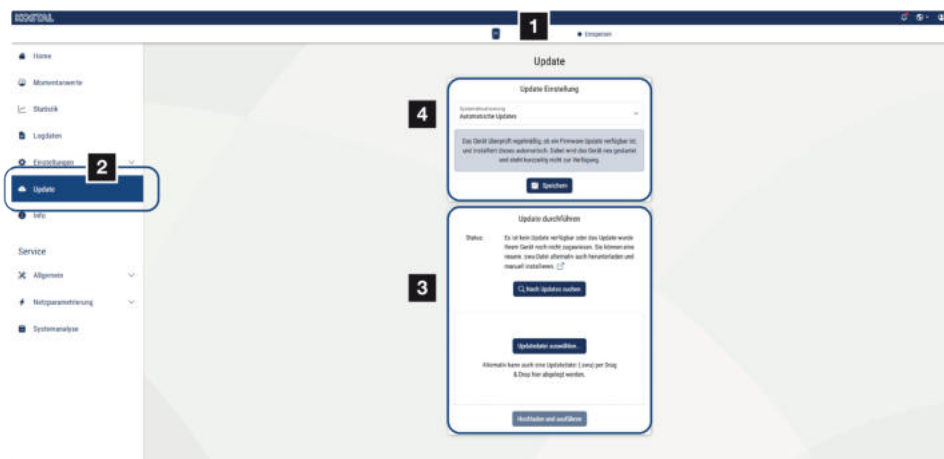 KOSTAL
1
Einspeisen
Home
Momentanwerte
Statistik
Logdaten
Einstellungen
2
Update
Info
Service
Allgemein
Netzparametrierung
Systemanalyse
Update
4
Update Einstellung
Systemaktualisierung
Automatische Updates
Das Gerät überprüft regelmäßig, ob ein Firmware Update verfügbar ist,
und installiert dieses automatisch. Dabei wird das Gerät neu gestartet
und steht kurzzeitig nicht zur Verfügung.
Speichern
3
Update durchführen
Status: Es ist kein Update verfügbar oder das Update wurde
Ihrem Gerät noch nicht zugewiesen. Sie können eine
neuere .swu-Datei alternativ auch herunterladen und
manuell installieren.
Nach Updates suchen
Updatedatei auswählen...
Alternativ kann auch eine Updatedatei (.swu) per Drag
& Drop hier abgelegt werden.
Hochladen und ausführen